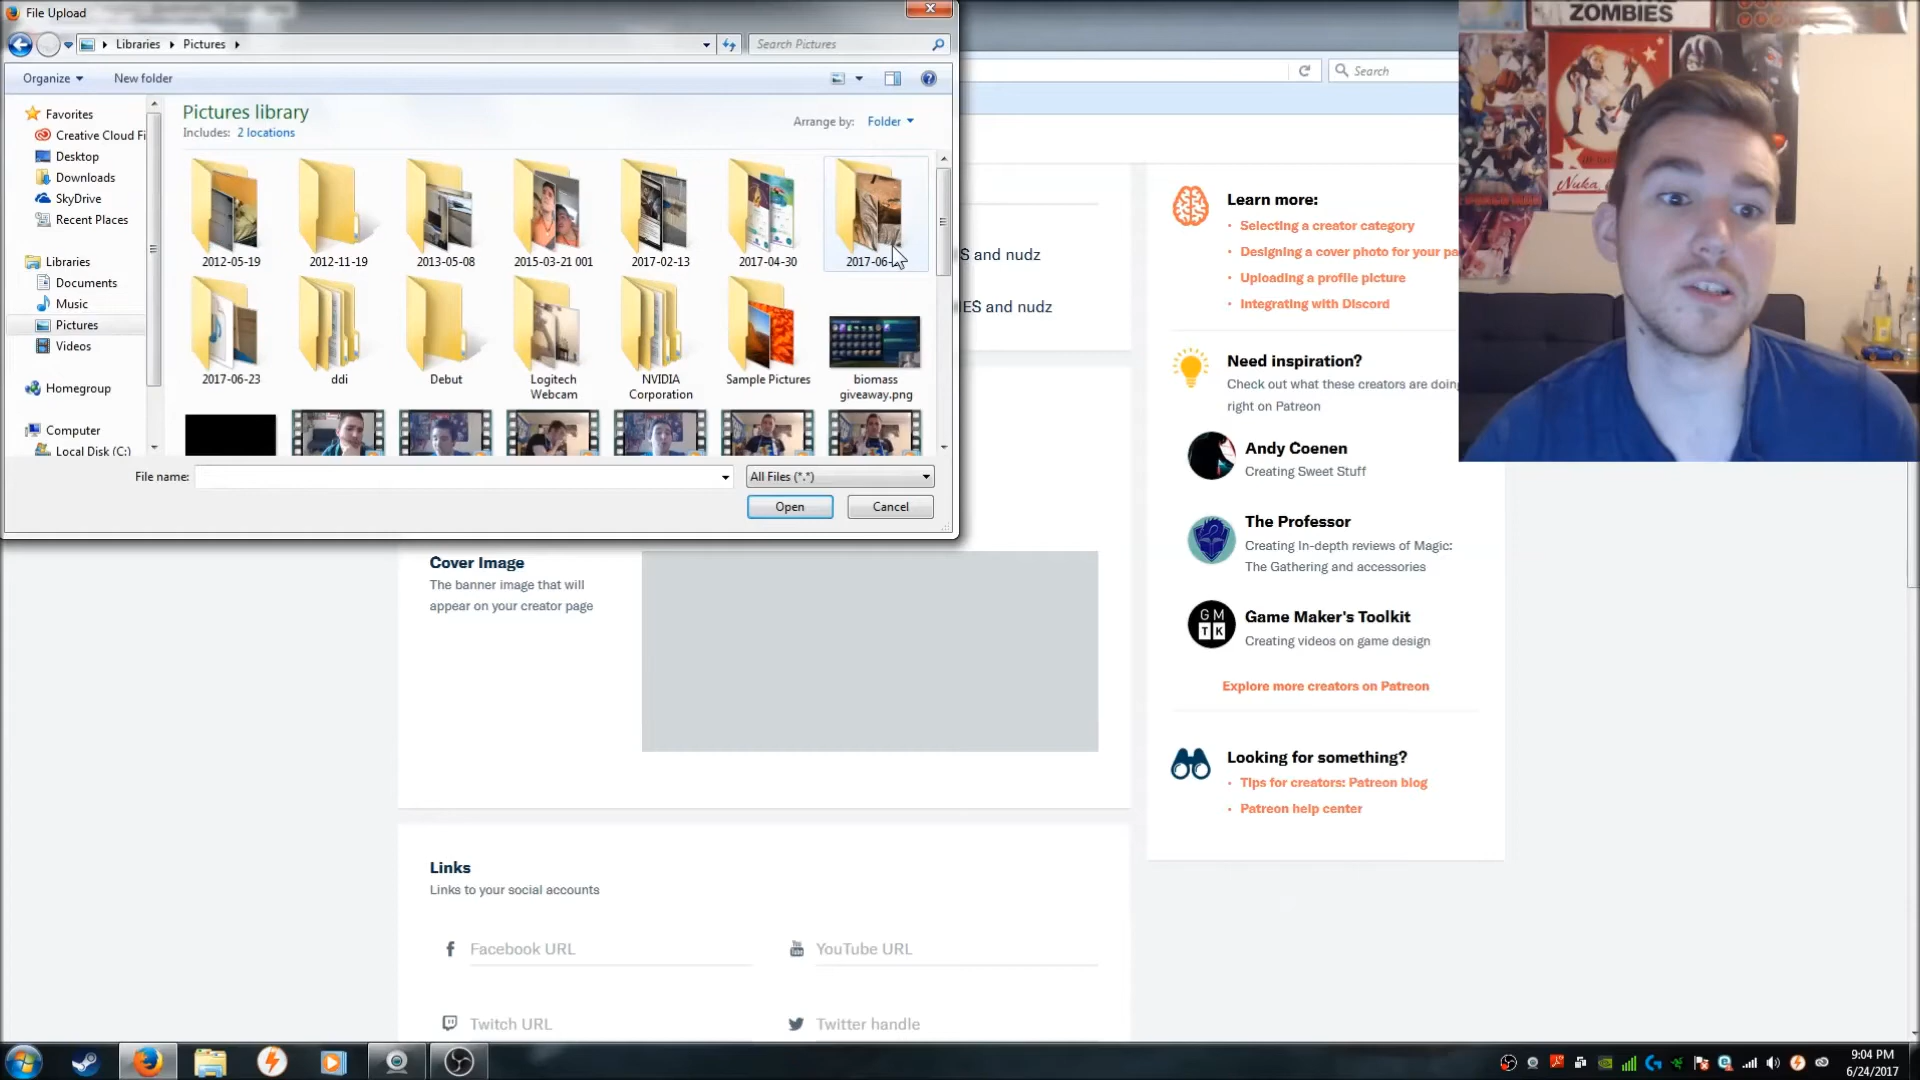 File Upload
Libraries
Pictures
Search Pictures
Organize
New folder
Pictures library
Includes: 2 locations
Arrange by: Folder
Favorites
Creative Cloud Fi
Desktop
Downloads
SkyDrive
Recent Places
Libraries
Documents
Music
Pictures
Videos
Homegroup
Computer
Local Disk (C:)
2012-05-19
2012-11-19
2013-05-08
2015-03-21 001
2017-02-13
2017-04-30
2017-06-
2017-06-23
ddi
Debut
Logitech Webcam
NVIDIA Corporation
Sample Pictures
biomass giveaway.png
File name:
All Files (*.*)
Open
Cancel
Search
S and nudz
ES and nudz
Cover Image
The banner image that will
appear on your creator page
Links
Links to your social accounts
Facebook URL
YouTube URL
Twitch URL
Twitter handle
Learn more:
Selecting a creator category
Designing a cover photo for your pa
Uploading a profile picture
Integrating with Discord
Need inspiration?
Check out what these creators are doing
right on Patreon
Andy Coenen
Creating Sweet Stuff
The Professor
Creating In-depth reviews of Magic:
The Gathering and accessories
GM
TK
Game Maker's Toolkit
Creating videos on game design
Explore more creators on Patreon
Looking for something?
Tips for creators: Patreon blog
Patreon help center
ZOMBIES
Nuka
9:04 PM
6/24/2017